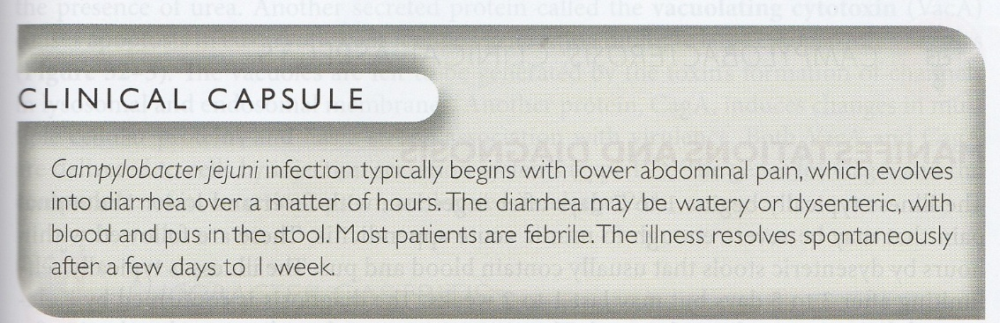 the presence of urea. Another secreted protein called the vacuolating cytotoxin (VacA)
CLINICAL CAPSULE
Campylobacter jejuni infection typically begins with lower abdominal pain, which evolves
into diarrhea over a matter of hours. The diarrhea may be watery or dysenteric, with
blood and pus in the stool. Most patients are febrile. The illness resolves spontaneously
after a few days to 1 week.